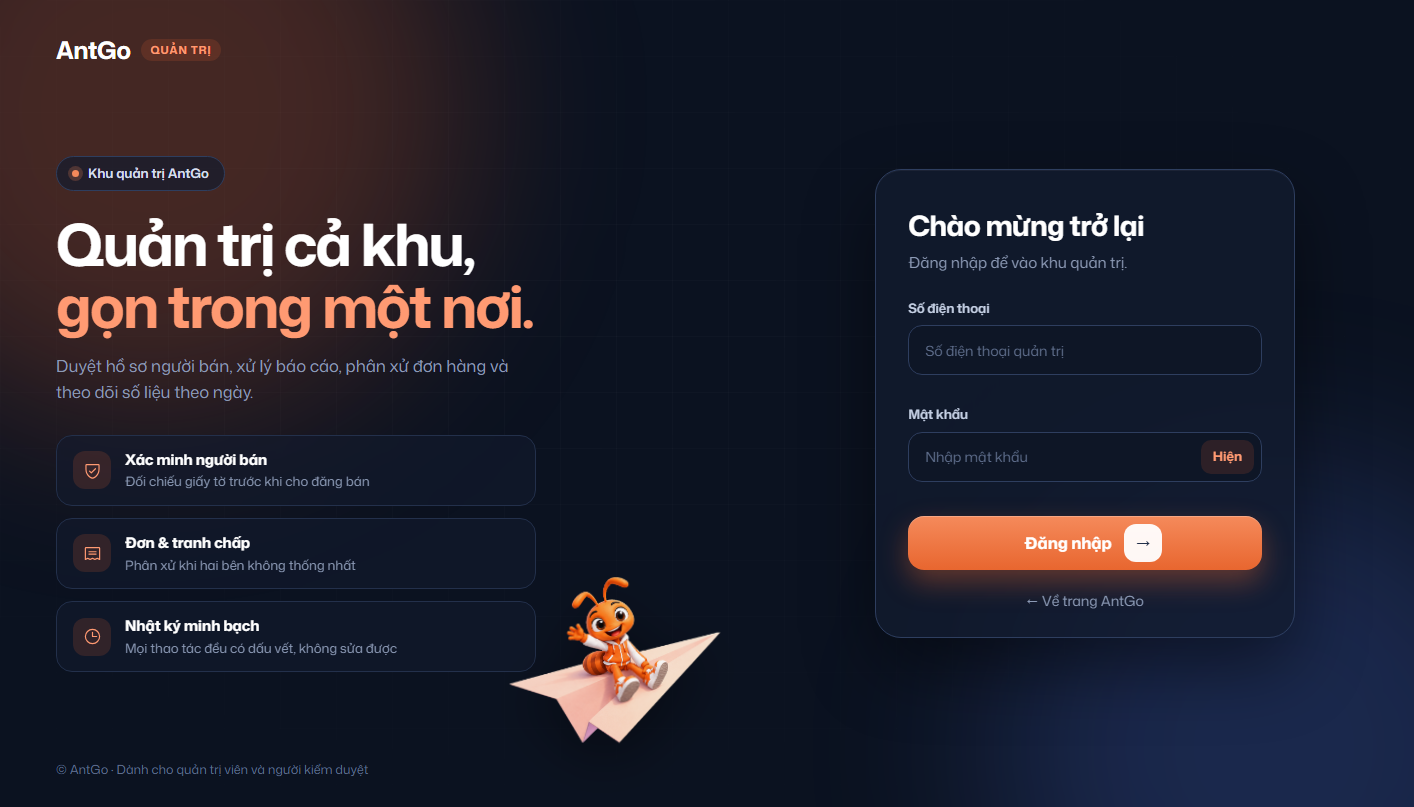 AntGo QUẢN TRỊ
Khu quản trị AntGo
Quản trị cả khu,
gọn trong một nơi.
Duyệt hồ sơ người bán, xử lý báo cáo, phân xử đơn hàng và
theo dõi số liệu theo ngày.
Xác minh người bán
Đối chiếu giấy tờ trước khi cho đăng bán
Đơn & tranh chấp
Phân xử khi hai bên không thống nhất
Nhật ký minh bạch
Mọi thao tác đều có dấu vết, không sửa được
© AntGo · Dành cho quản trị viên và người kiểm duyệt
Chào mừng trở lại
Đăng nhập để vào khu quản trị.
Số điện thoại
Số điện thoại quản trị
Mật khẩu
Nhập mật khẩu Hiện
Đăng nhập →
← Về trang AntGo